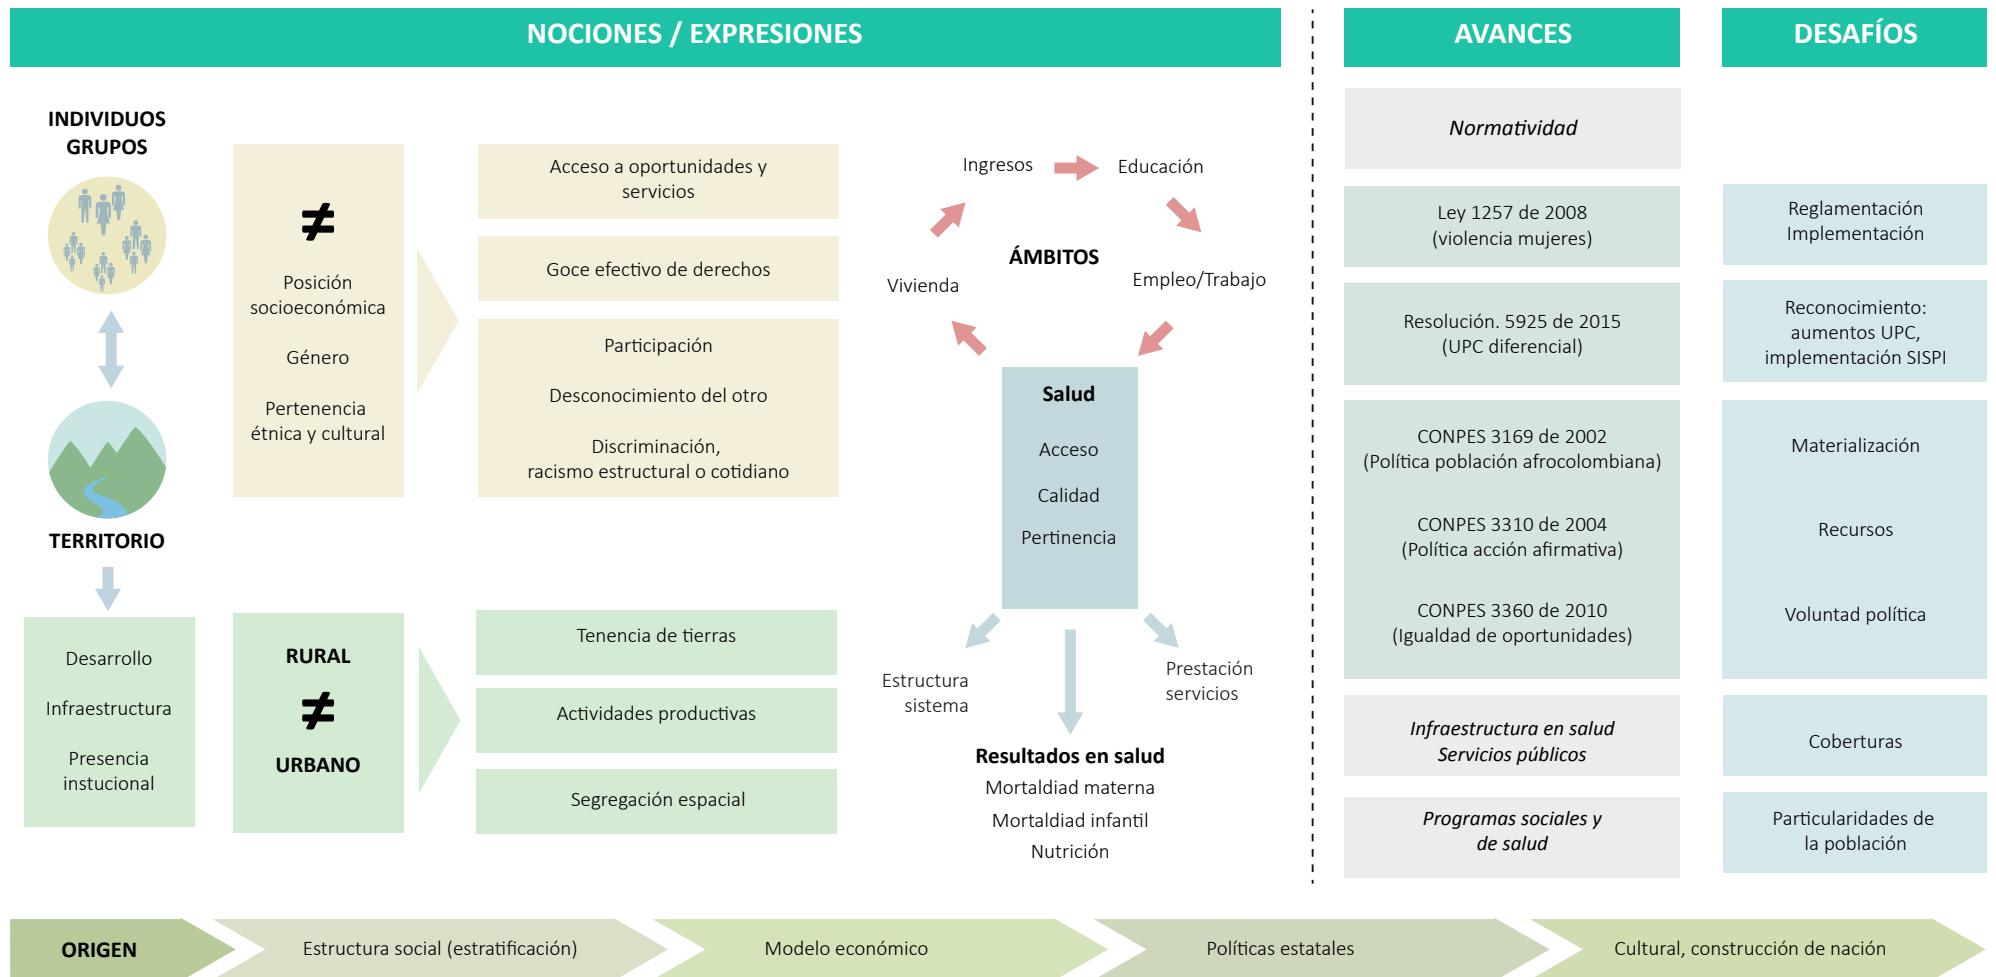 NOCIONES / EXPRESIONES
AVANCES
DESAFÍOS
INDIVIDUOS
GRUPOS
TERRITORIO
Desarrollo
Infraestructura
Presencia
instucional
≠
Posición
socioeconómica
Género
Pertenencia
étnica y cultural
RURAL
≠
URBANO
Acceso a oportunidades y
servicios
Goce efectivo de derechos
Participación
Desconocimiento del otro
Discriminación,
racismo estructural o cotidiano
Tenencia de tierras
Actividades productivas
Segregación espacial
Ingresos
Educación
ÁMBITOS
Vivienda
Empleo/Trabajo
Salud
Acceso
Calidad
Pertinencia
Estructura
sistema
Prestación
servicios
Resultados en salud
Mortaldiad materna
Mortaldiad infantil
Nutrición
Normatividad
Ley 1257 de 2008
(violencia mujeres)
Resolución. 5925 de 2015
(UPC diferencial)
CONPES 3169 de 2002
(Política población afrocolombiana)
CONPES 3310 de 2004
(Política acción afirmativa)
CONPES 3360 de 2010
(Igualdad de oportunidades)
Infraestructura en salud
Servicios públicos
Programas sociales y
de salud
Reglamentación
Implementación
Reconocimiento:
aumentos UPC,
implementación SISPI
Materialización
Recursos
Voluntad política
Coberturas
Particularidades de
la población
ORIGEN
Estructura social (estratificación)
Modelo económico
Políticas estatales
Cultural, construcción de nación